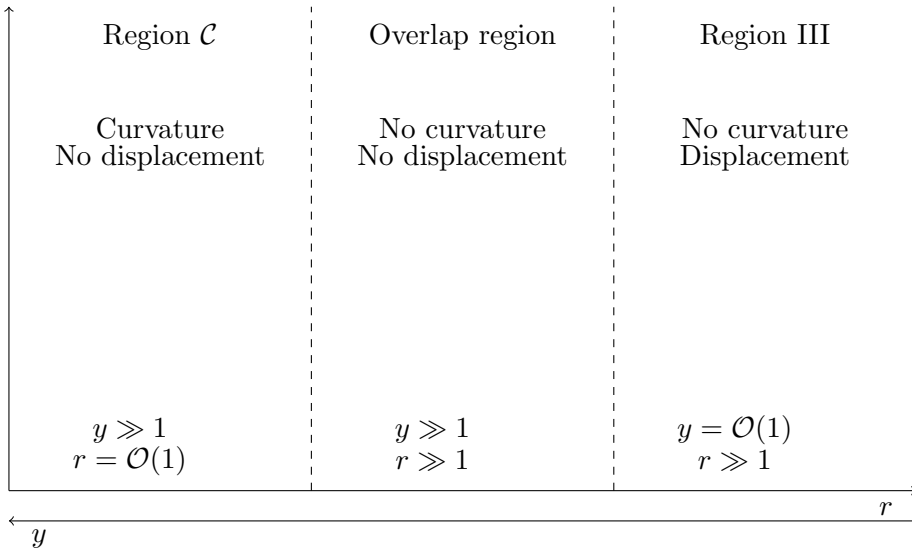 Region 𝒞
Overlap region
Region III
Curvature
No displacement
No curvature
No displacement
No curvature
Displacement
y ≫ 1
r = 𝒪(1)
y ≫ 1
r ≫ 1
y = 𝒪(1)
r ≫ 1
r
y